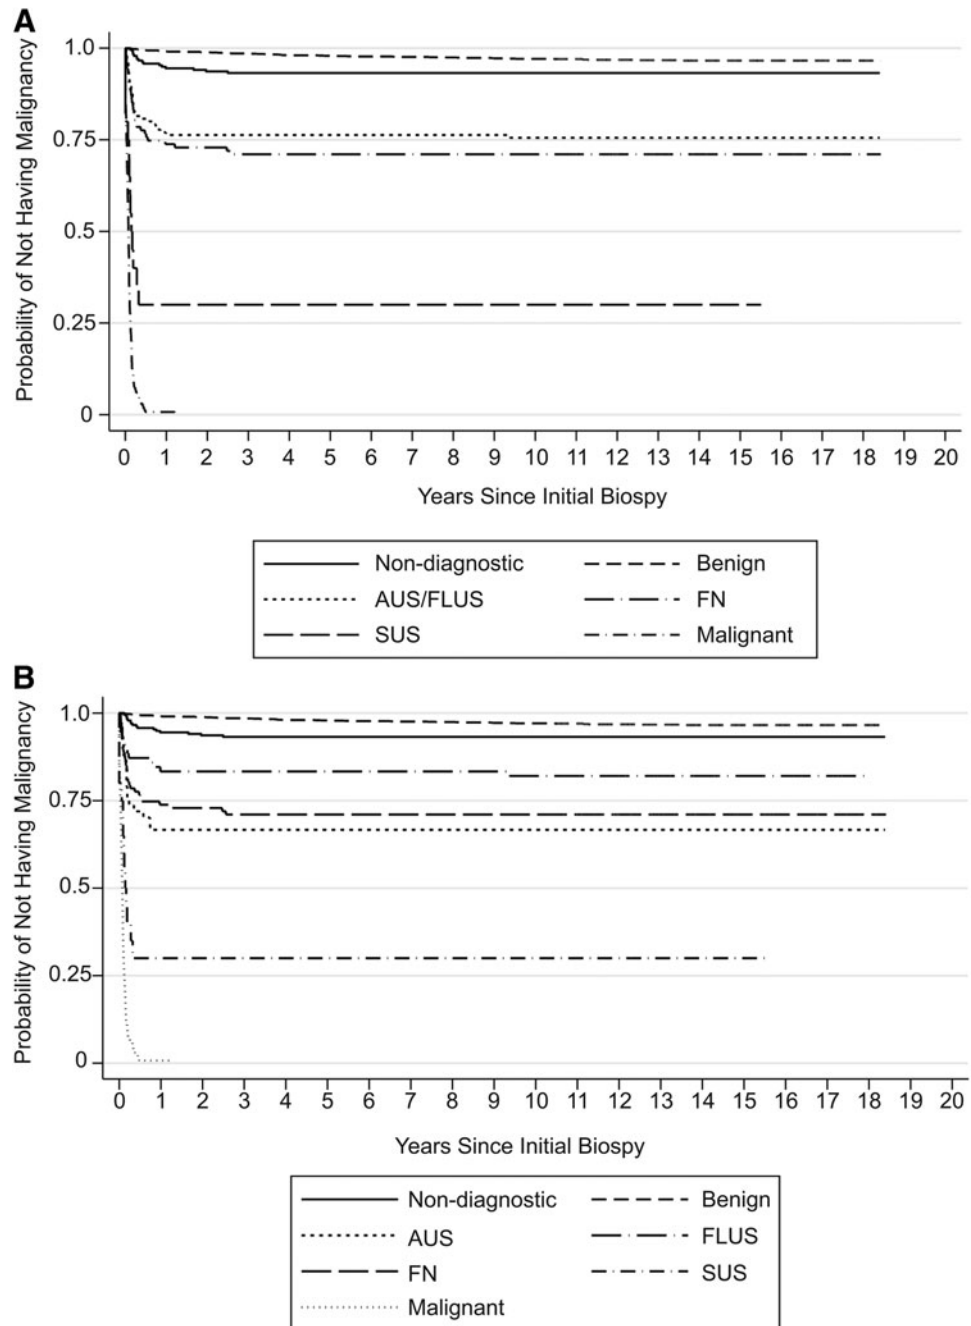 A
Probability of Not Having Malignancy
1.0
0.75
0.5
0.25
0
0 1 2 3 4 5 6 7 8 9 10 11 12 13 14 15 16 17 18 19 20
Years Since Initial Biospy
Non-diagnostic Benign
AUS/FLUS FN
SUS Malignant
B
Probability of Not Having Malignancy
1.0
0.75
0.5
0.25
0
0 1 2 3 4 5 6 7 8 9 10 11 12 13 14 15 16 17 18 19 20
Years Since Initial Biospy
Non-diagnostic Benign
AUS FLUS
FN SUS
Malignant